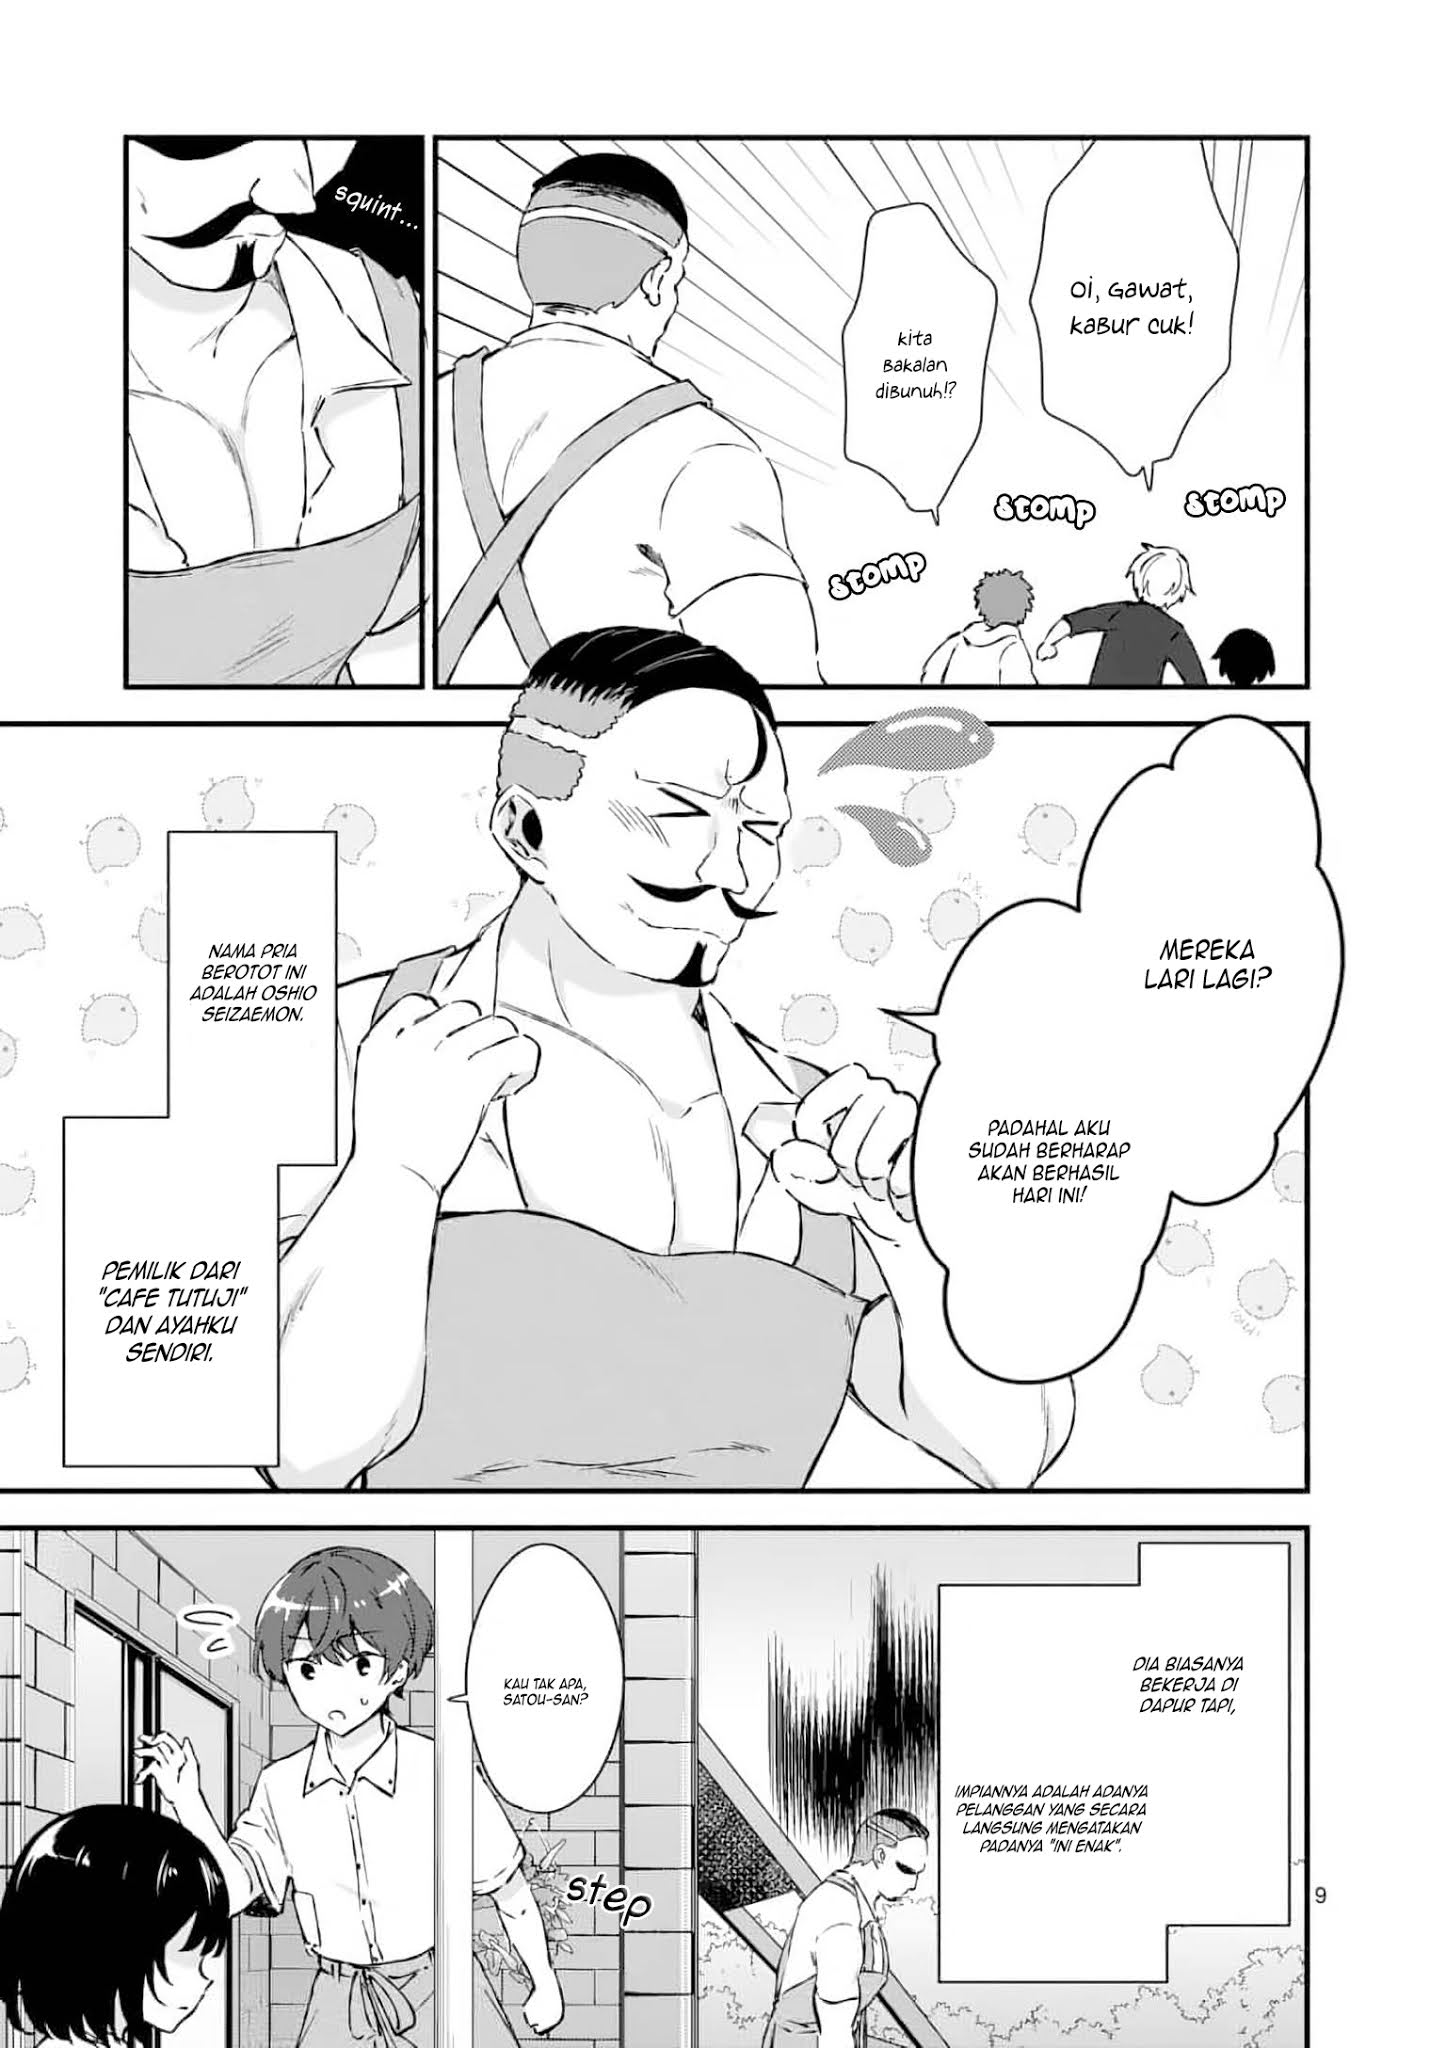 Oi, Gawat,
kabur cuk!
kita
Bakalan
dibunuh!?
stomp
stomp
stomp
squint...
MEREKA
LARI LAGI?
PADAHAL AKU
SUDAH BERHARAP
AKAN BERHASIL
HARI INI!
NAMA PRIA
BEROTOT INI
ADALAH OSHIO
SEIZAEMON.
PEMILIK DARI
"CAFE TUTUJI"
DAN AYAHKU
SENDIRI.
DIA BIASANYA
BEKERJA DI
DAPUR TAPI,
IMPIANNYA ADALAH ADANYA
PELANGGAN YANG SECARA
LANGSUNG MENGATAKAN
PADANYA "INI ENAK".
KAU TAK APA,
SATOU-SAN?
step
9